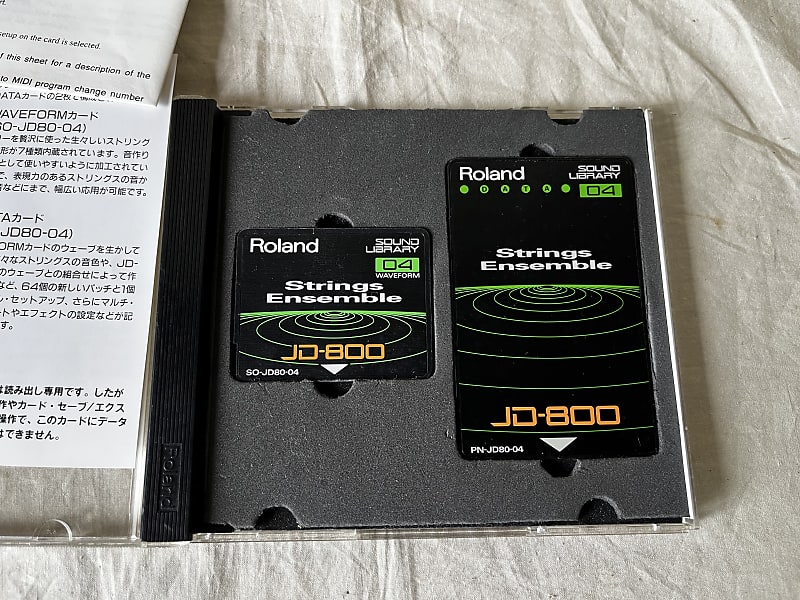 setup on the card is selected.
of this sheet for a description of the
to MIDI program change number
WAVEFORMカード
SO-JD80-04)
ーを贅沢に使った生々しいストリング
形が7種類内蔵されています。音作り
として使いやすいように加工されてい
で、表現力のあるストリングスの音か
などにまで、幅広い応用が可能です。
TAカード
JD80-04)
FORMカードのウェーブを生かして
々なストリングスの音色や、JD-
のウェーブとの組合せによって作
など、64個の新しいパッチと1個
ル・セットアップ、さらにマルチ・
ートやエフェクトの設定などが記
す。
は読み出し専用です。したが
作やカード・セーブ/エクス
操作で、このカードにデータ
はできません。
Roland
Roland
SOUND
LIBRARY
04
WAVEFORM
Strings
Ensemble
JD-800
SO-JD80-04
Roland
SOUND
LIBRARY
DATA
04
Strings
Ensemble
JD-800
PN-JD80-04